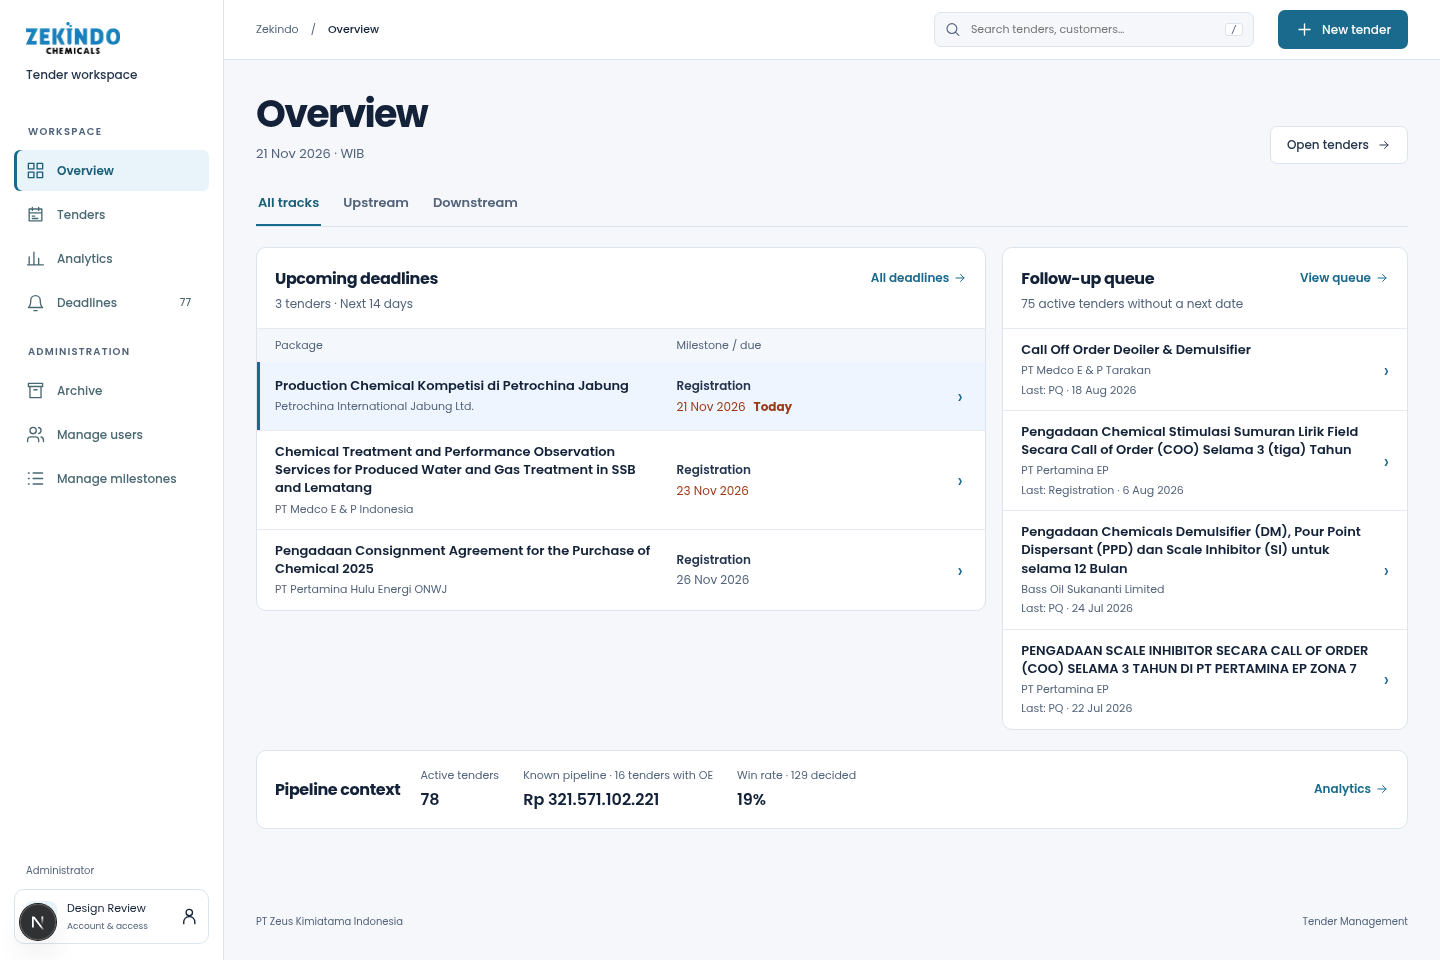 ZEKINDO
CHEMICALS
Tender workspace
WORKSPACE
Overview
Tenders
Analytics
Deadlines 77
ADMINISTRATION
Archive
Manage users
Manage milestones
Administrator
N
Design Review
Account & access
Zekindo / Overview
Search tenders, customers... /
New tender
Overview
21 Nov 2026 · WIB
Open tenders
All tracks Upstream Downstream
Upcoming deadlines
All deadlines
3 tenders · Next 14 days
Package Milestone / due
Production Chemical Kompetisi di Petrochina Jabung
Petrochina International Jabung Ltd.
Registration
21 Nov 2026 Today
Chemical Treatment and Performance Observation
Services for Produced Water and Gas Treatment in SSB
and Lematang
PT Medco E & P Indonesia
Registration
23 Nov 2026
Pengadaan Consignment Agreement for the Purchase of
Chemical 2025
PT Pertamina Hulu Energi ONWJ
Registration
26 Nov 2026
Follow-up queue
View queue
75 active tenders without a next date
Call Off Order Deoiler & Demulsifier
PT Medco E & P Tarakan
Last: PQ · 18 Aug 2026
Pengadaan Chemical Stimulasi Sumuran Lirik Field
Secara Call of Order (COO) Selama 3 (tiga) Tahun
PT Pertamina EP
Last: Registration · 6 Aug 2026
Pengadaan Chemicals Demulsifier (DM), Pour Point
Dispersant (PPD) dan Scale Inhibitor (SI) untuk
selama 12 Bulan
Bass Oil Sukananti Limited
Last: PQ · 24 Jul 2026
PENGADAAN SCALE INHIBITOR SECARA CALL OF ORDER
(COO) SELAMA 3 TAHUN DI PT PERTAMINA EP ZONA 7
PT Pertamina EP
Last: PQ · 22 Jul 2026
Pipeline context
Active tenders
78
Known pipeline · 16 tenders with OE
Rp 321.571.102.221
Win rate · 129 decided
19%
Analytics
PT Zeus Kimiatama Indonesia
Tender Management